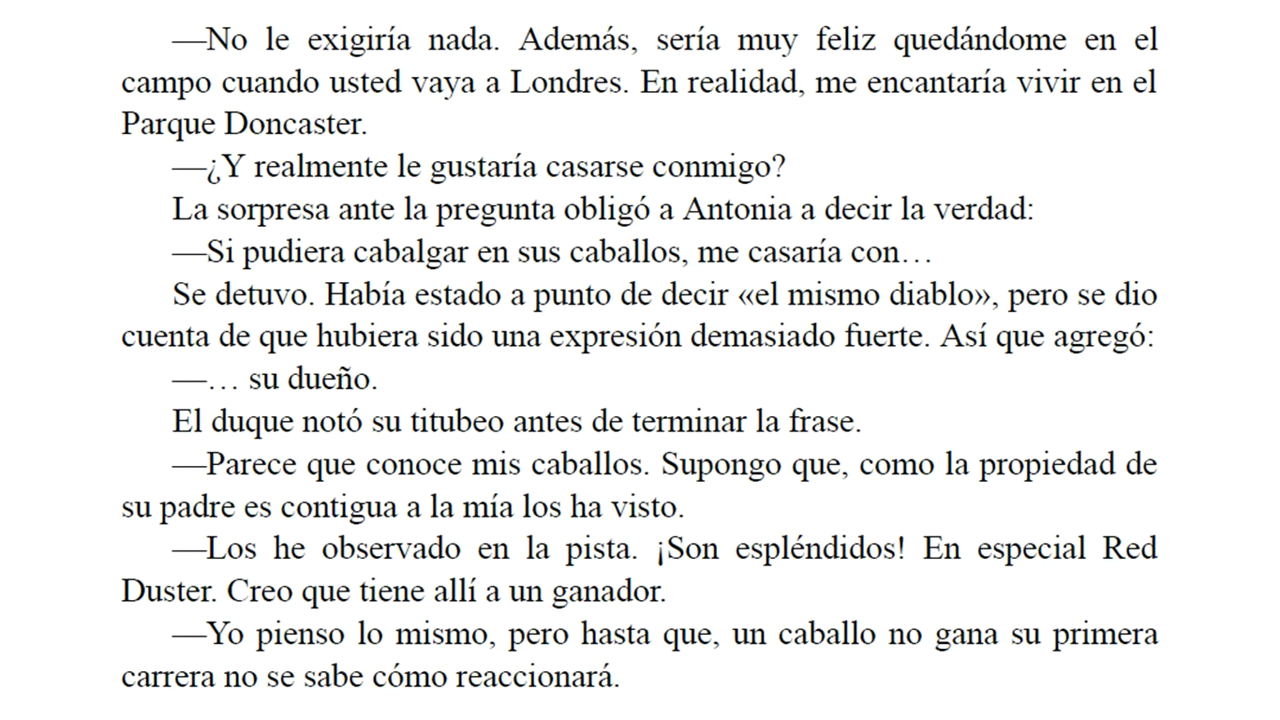 —No le exigiría nada. Además, sería muy feliz quedándome en el
campo cuando usted vaya a Londres. En realidad, me encantaría vivir en el
Parque Doncaster.
—¿Y realmente le gustaría casarse conmigo?
La sorpresa ante la pregunta obligó a Antonia a decir la verdad:
—Si pudiera cabalgar en sus caballos, me casaría con…
Se detuvo. Había estado a punto de decir «el mismo diablo», pero se dio
cuenta de que hubiera sido una expresión demasiado fuerte. Así que agregó:
—… su dueño.
El duque notó su titubeo antes de terminar la frase.
—Parece que conoce mis caballos. Supongo que, como la propiedad de
su padre es contigua a la mía los ha visto.
—Los he observado en la pista. ¡Son espléndidos! En especial Red
Duster. Creo que tiene allí a un ganador.
—Yo pienso lo mismo, pero hasta que, un caballo no gana su primera
carrera no se sabe cómo reaccionará.